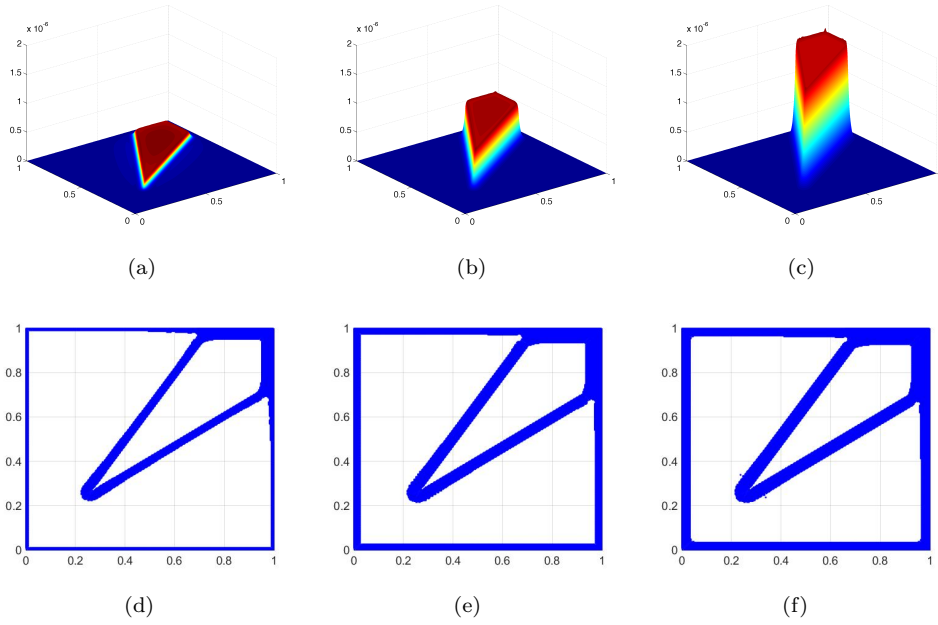 x 10^-6 x 10^-6 x 10^-6
2 2 2
1.5 1.5 1.5
1 1 1
0.5 0.5 0.5
0 0 0
1 1 1 1 1
0.5 0.5 0.5 0.5 0.5 0.5
0 0 0 0 0 0
(a) (b) (c)
1 1 1
0.8 0.8 0.8
0.6 0.6 0.6
0.4 0.4 0.4
0.2 0.2 0.2
0 0 0
0 0.2 0.4 0.6 0.8 1 0 0.2 0.4 0.6 0.8 1 0 0.2 0.4 0.6 0.8 1
(d) (e) (f)